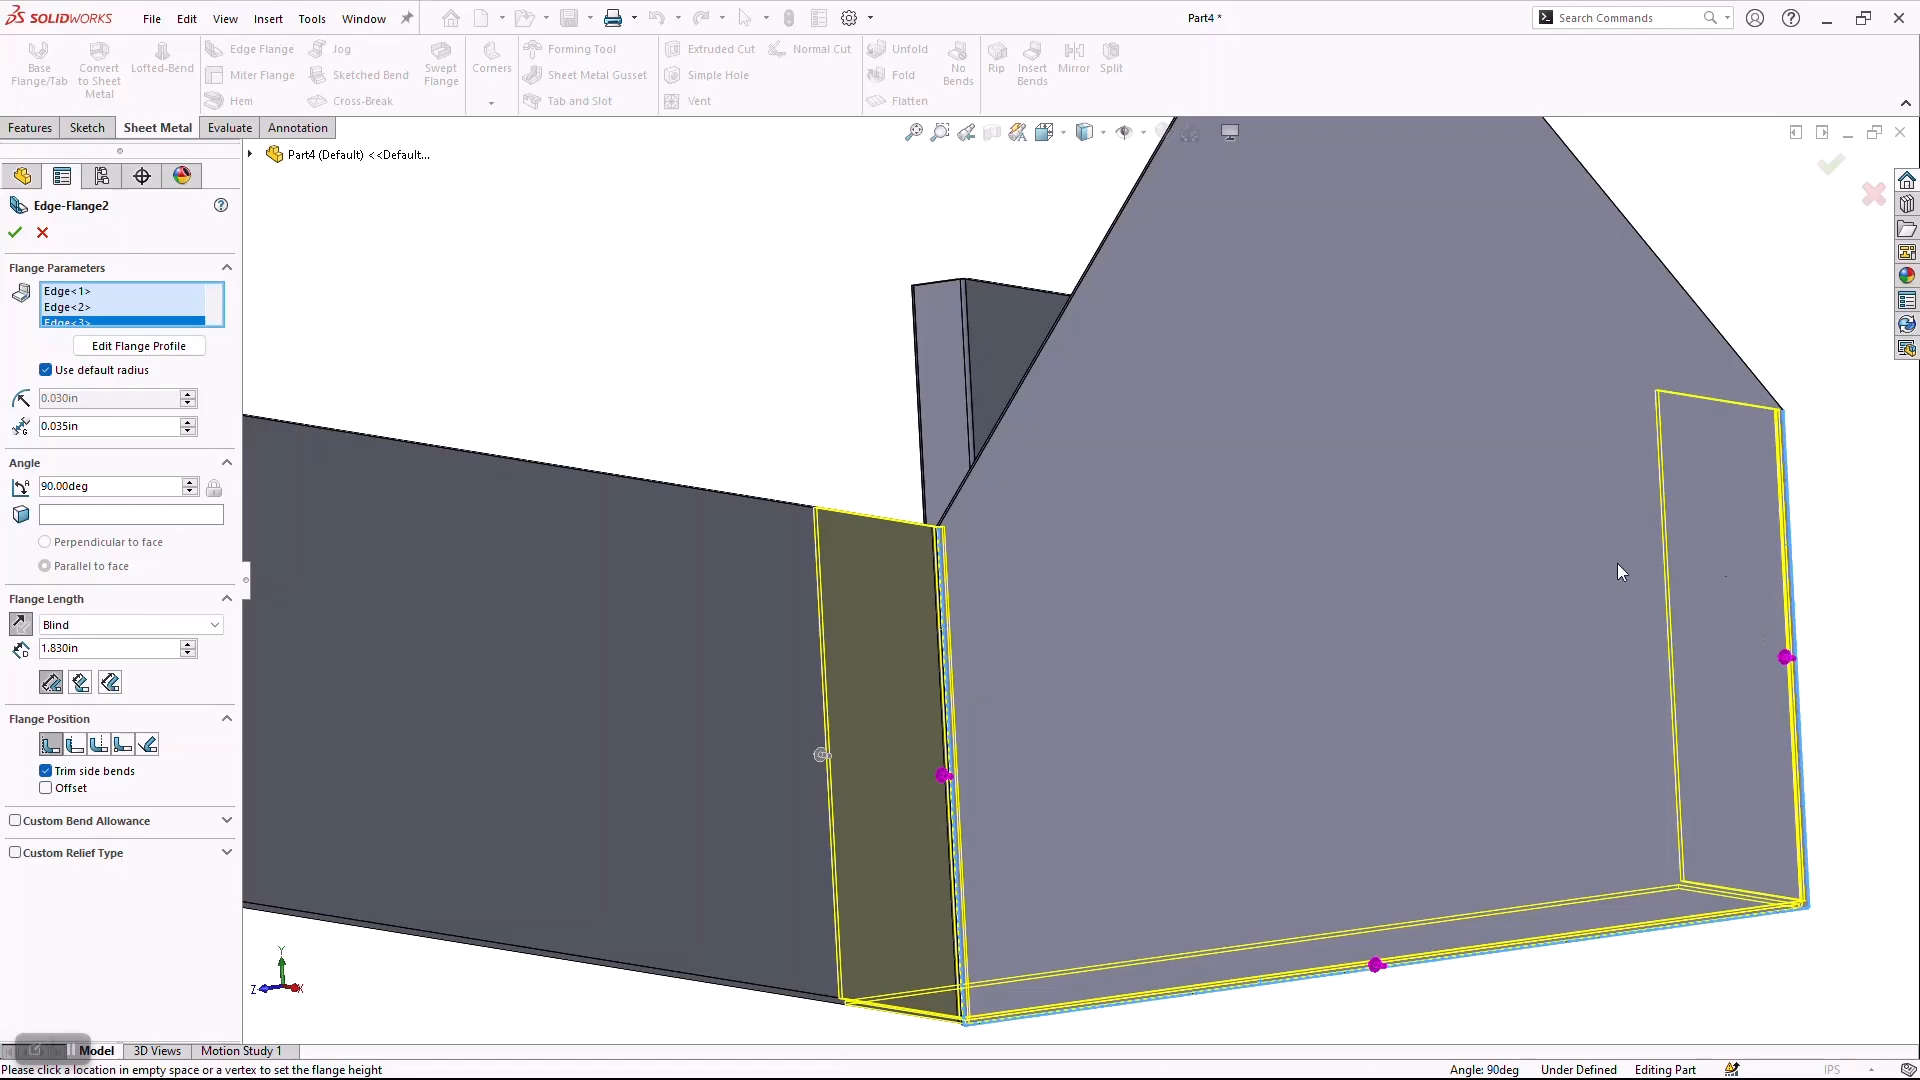 SOLIDWORKS File Edit View Insert Tools Window Part4 * Search Commands
Base Flange/Tab
Convert to Sheet Metal
Lofted-Bend
Edge Flange
Miter Flange
Hem
Jog
Sketched Bend
Cross-Break
Swept Flange
Corners
Forming Tool
Sheet Metal Gusset
Tab and Slot
Extruded Cut
Simple Hole
Vent
Normal Cut
Unfold
Fold
Flatten
No Bends
Rip
Insert Bends
Mirror
Split
Features Sketch Sheet Metal Evaluate Annotation
Part4 (Default) <<Default...
Edge-Flange2
Flange Parameters
Edge<1>
Edge<2>
Edge<3>
Edit Flange Profile
Use default radius
0.030in
0.035in
Angle
90.00deg
Perpendicular to face
Parallel to face
Flange Length
Blind
1.830in
Flange Position
Trim side bends
Offset
Custom Bend Allowance
Custom Relief Type
Y
Z X
Model 3D Views Motion Study 1
Please click a location in empty space or a vertex to set the flange height Angle: 90deg Under Defined Editing Part IPS